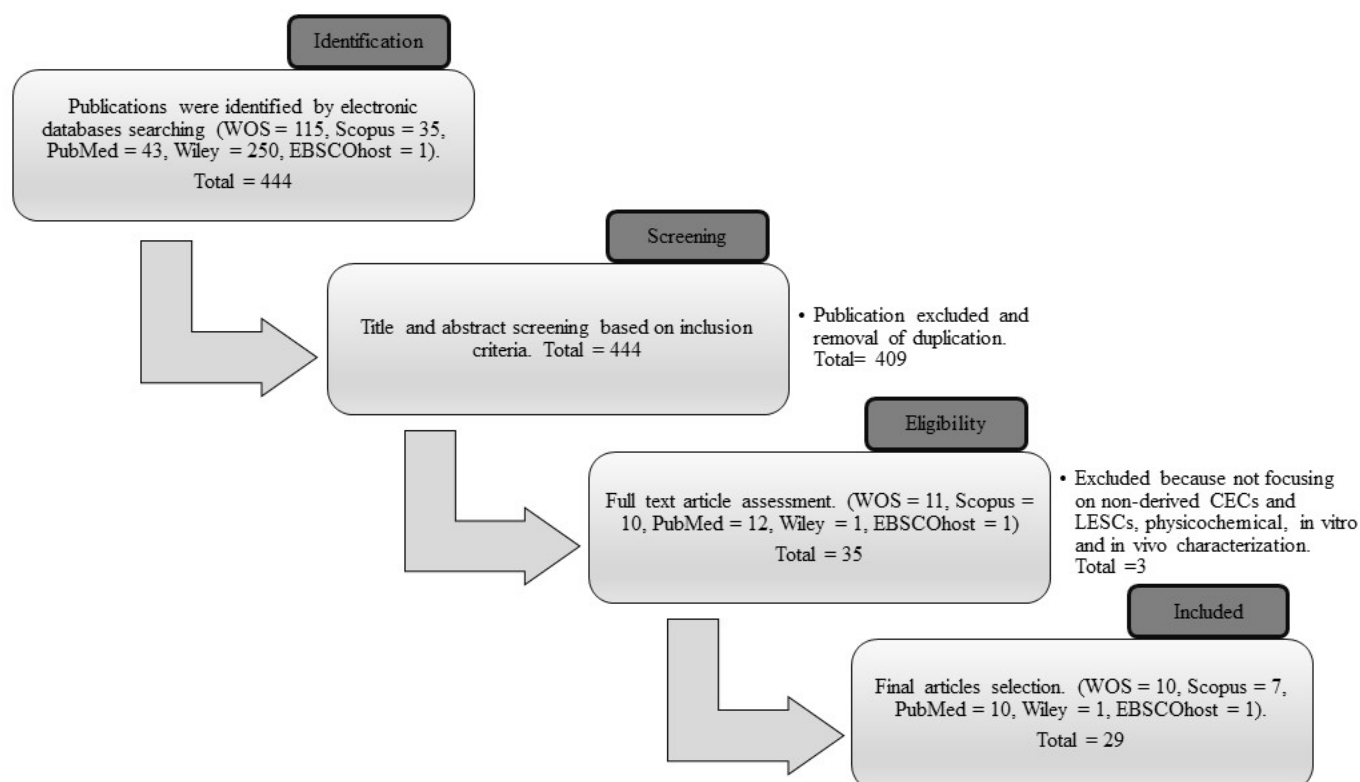 Identification
Publications were identified by electronic
databases searching (WOS = 115, Scopus = 35,
PubMed = 43, Wiley = 250, EBSCOhost = 1).
Total = 444
Screening
Title and abstract screening based on inclusion
criteria. Total = 444
• Publication excluded and
removal of duplication.
Total= 409
Eligibility
Full text article assessment. (WOS = 11, Scopus =
10, PubMed = 12, Wiley = 1, EBSCOhost = 1)
Total = 35
• Excluded because not focusing
on non-derived CECs and
LESCs, physicochemical, in vitro
and in vivo characterization.
Total =3
Included
Final articles selection. (WOS = 10, Scopus = 7,
PubMed = 10, Wiley = 1, EBSCOhost = 1).
Total = 29